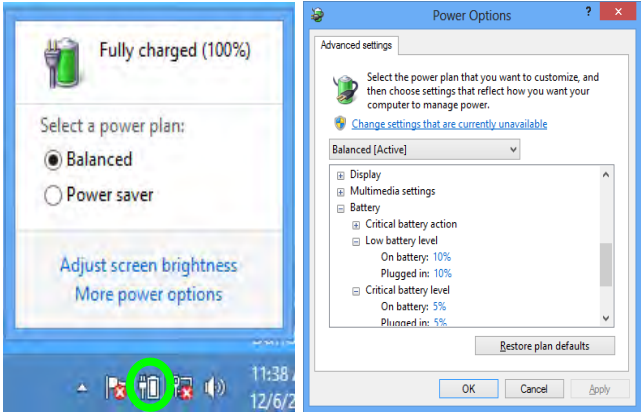 Fully charged (100%)
Select a power plan:
Balanced
Power saver
Adjust screen brightness
More power options
11:38
12/6/2
Power Options
?
x
Advanced settings
Select the power plan that you want to customize, and
then choose settings that reflect how you want your
computer to manage power.
Change settings that are currently unavailable
Balanced [Active]
Display
Multimedia settings
Battery
Critical battery action
Low battery level
On battery: 10%
Plugged in: 10%
Critical battery level
On battery: 5%
Plugged in: 5%
Restore plan defaults
OK
Cancel
Apply